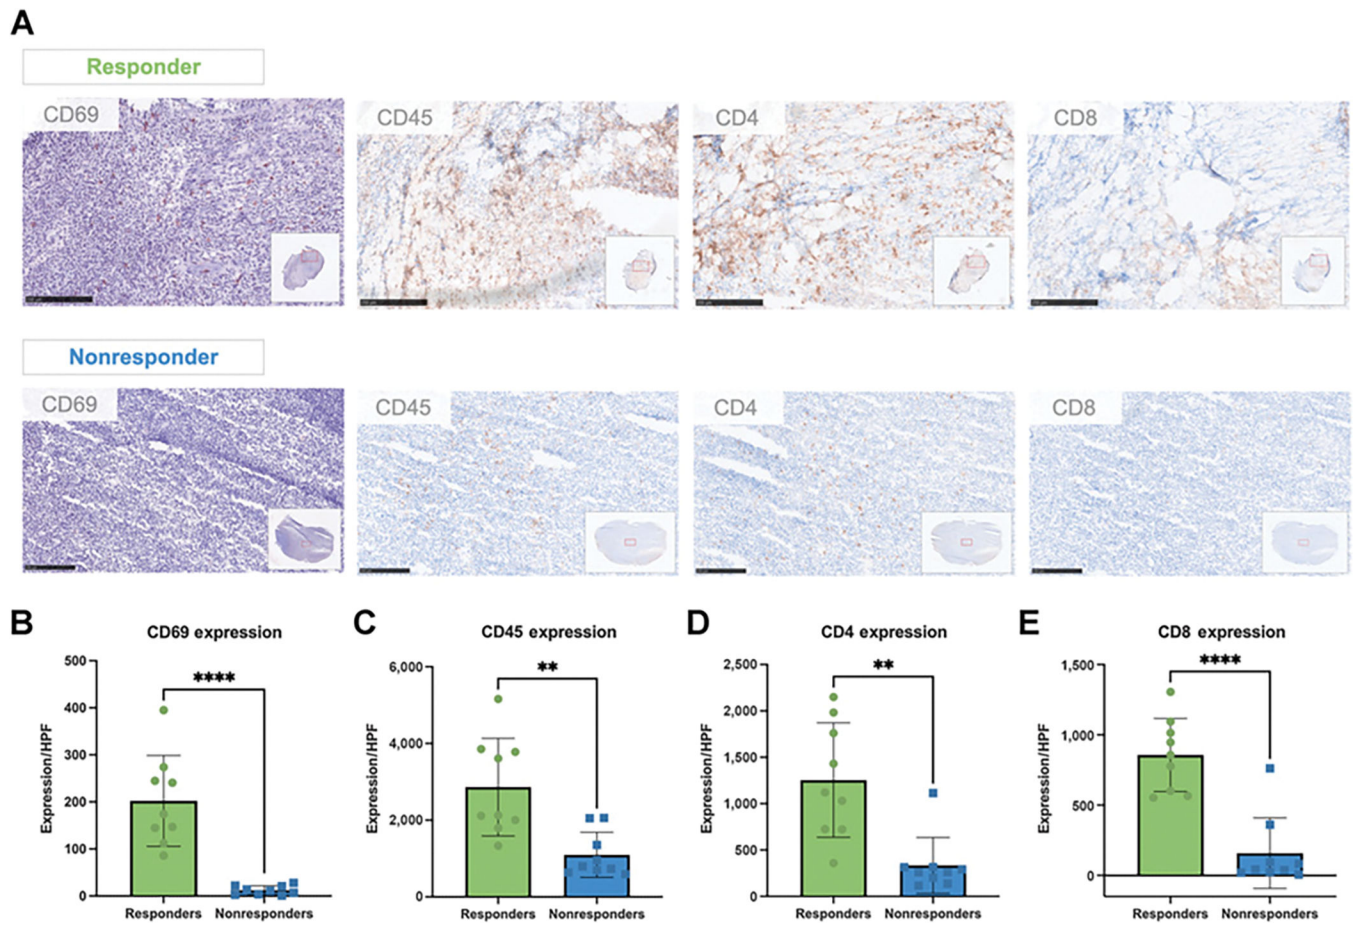 A
Responder
CD69
CD45
CD4
CD8
Nonresponder
CD69
CD45
CD4
CD8
B
CD69 expression
500
400
300
200
100
0
Expression/HPF
****
Responders
Nonresponders
C
CD45 expression
6,000
4,000
2,000
0
Expression/HPF
**
Responders
Nonresponders
D
CD4 expression
2,500
2,000
1,500
1,000
500
0
Expression/HPF
**
Responders
Nonresponders
E
CD8 expression
1,500
1,000
500
0
Expression/HPF
****
Responders
Nonresponders